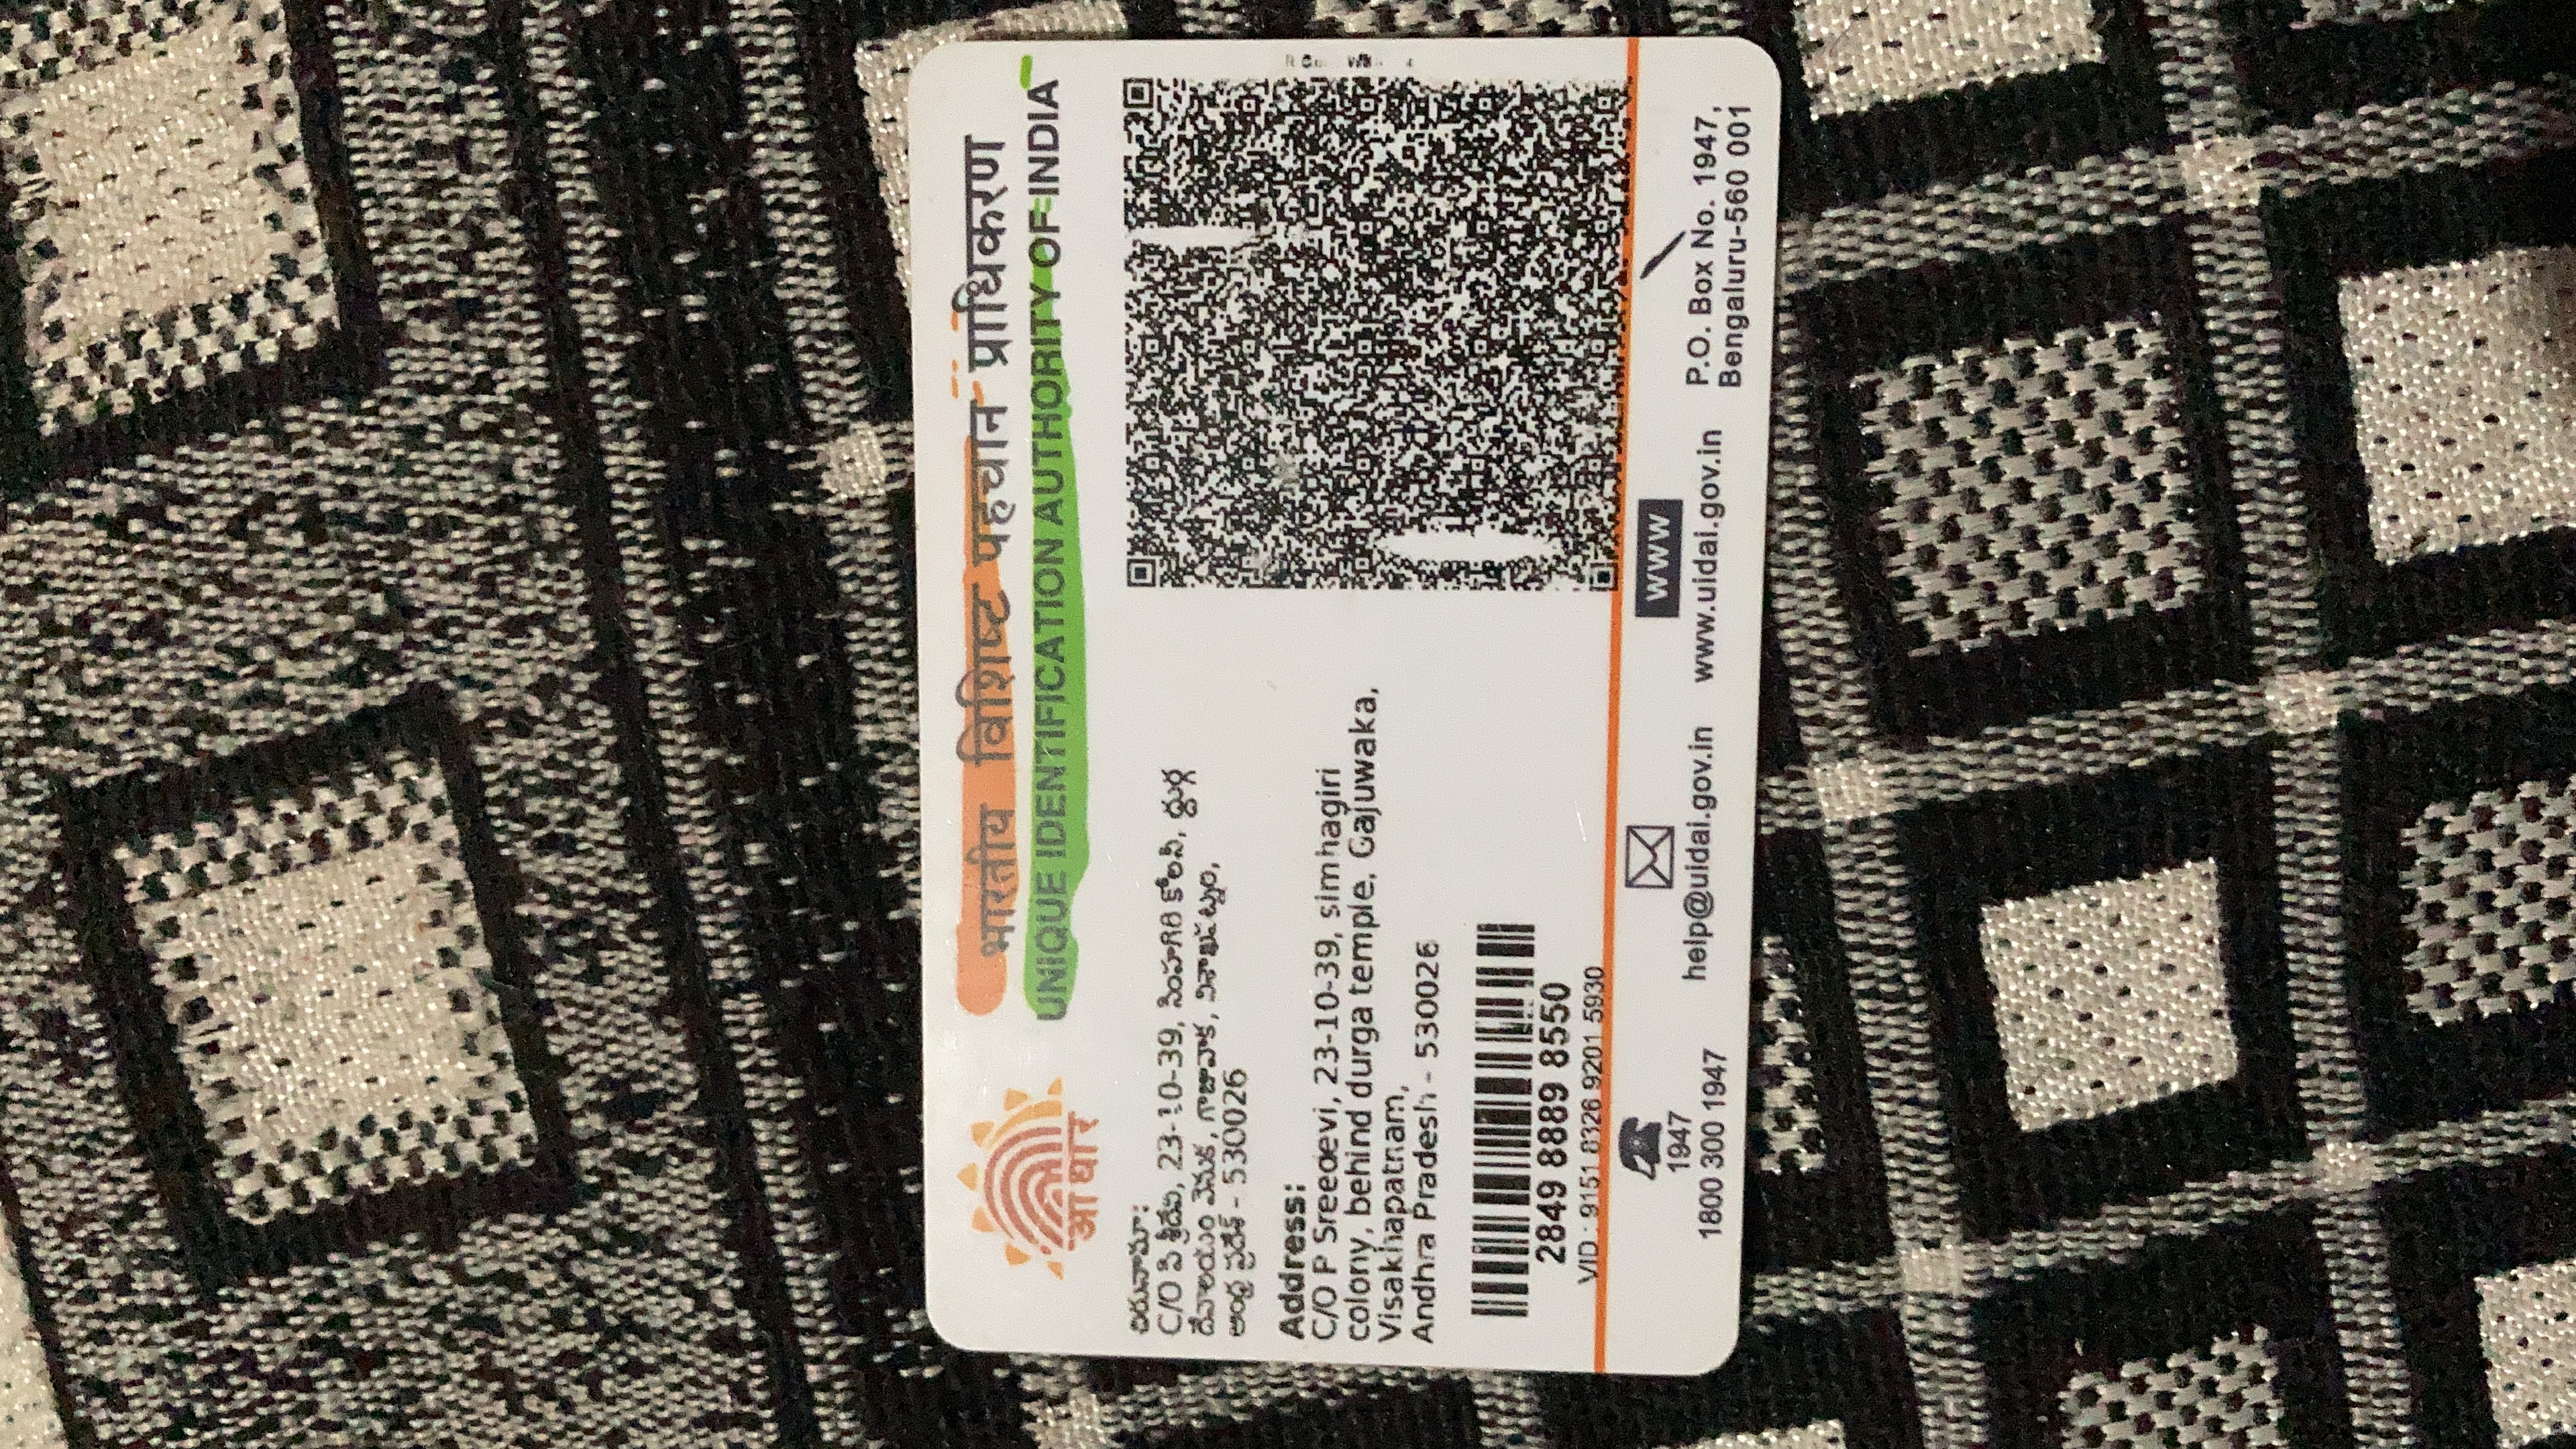 भारतीय विशिष्ट पहचान प्राधिकरण
UNIQUE IDENTIFICATION AUTHORITY OF INDIA
आधार
చిరునామా:
C/O పి శ్రీదేవి, 23-10-39, సింహగిరి కోలనీ, ద్దుర్గ
దేవాలయం వెనుక, గాజువాక, విశాఖపట్నం,
ఆంధ్ర ప్రదేశ్ - 530026
Address:
C/O P Sreedevi, 23-10-39, simhagiri
colony, behind durga temple, Gajuwaka,
Visakhapatnam,
Andhra Pradesh - 530026
2849 8889 8550
VID : 9151 8326 9201 5930
1947
1800 300 1947
help@uidai.gov.in
www
www.uidai.gov.in
P.O. Box No. 1947,
Bengaluru-560 001